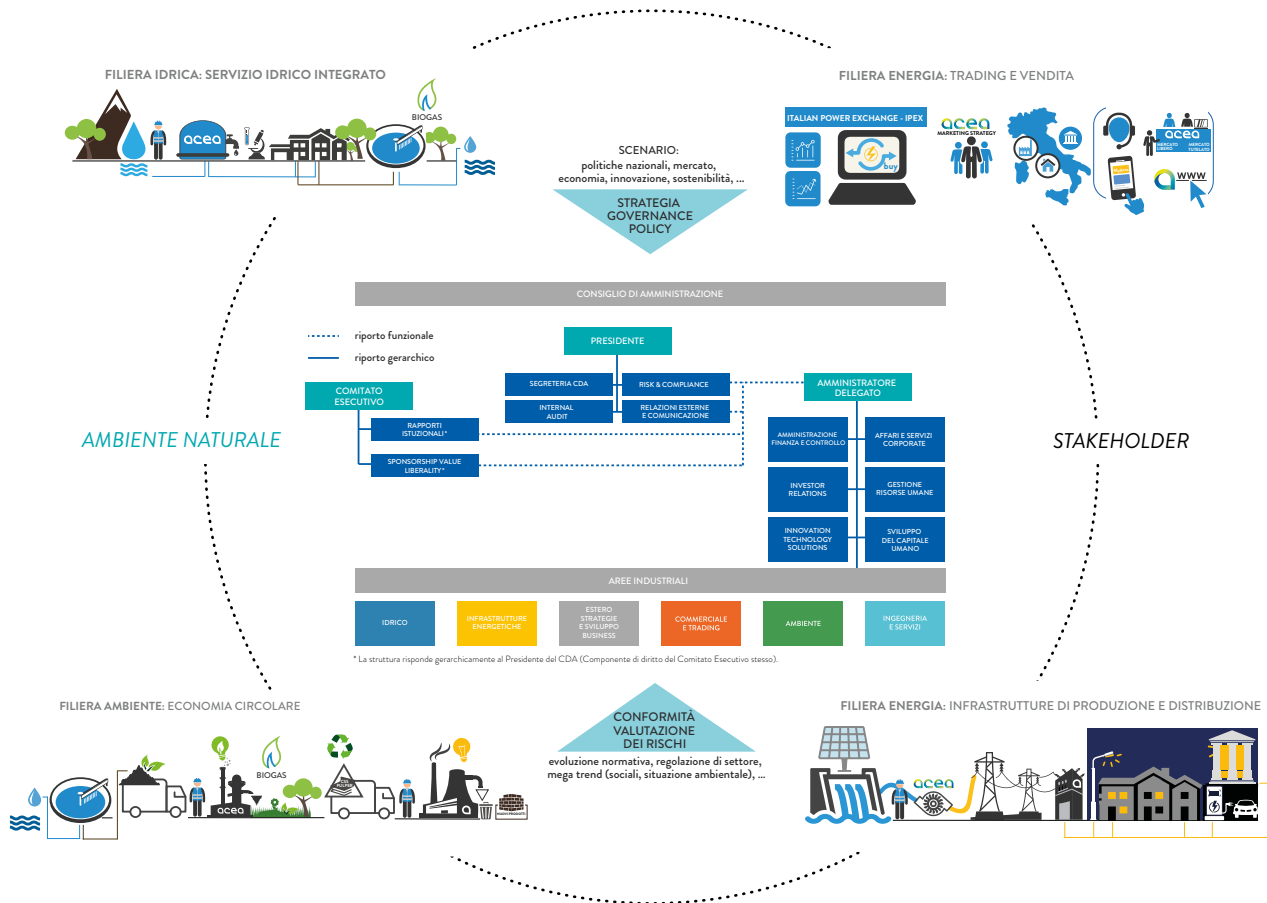 FILIERA IDRICA: SERVIZIO IDRICO INTEGRATO
BIOGAS
acea
SCENARIO:
politiche nazionali, mercato,
economia, innovazione, sostenibilità, ...
STRATEGIA
GOVERNANCE
POLICY
FILIERA ENERGIA: TRADING E VENDITA
ITALIAN POWER EXCHANGE - IPEX
buy
acea
MARKETING STRATEGY
acea
MERCATO
LIBERO
MERCATO
TUTELATO
www
CONSIGLIO DI AMMINISTRAZIONE
riporto funzionale
riporto gerarchico
PRESIDENTE
SEGRETERIA CDA
RISK & COMPLIANCE
INTERNAL
AUDIT
RELAZIONI ESTERNE
E COMUNICAZIONE
COMITATO
ESECUTIVO
RAPPORTI
ISTUZIONALI*
SPONSORSHIP VALUE
LIBERALITY*
AMMINISTRATORE
DELEGATO
AMMINISTRAZIONE
FINANZA E CONTROLLO
AFFARI E SERVIZI
CORPORATE
INVESTOR
RELATIONS
GESTIONE
RISORSE UMANE
INNOVATION
TECHNOLOGY
SOLUTIONS
SVILUPPO
DEL CAPITALE
UMANO
AMBIENTE NATURALE
STAKEHOLDER
AREE INDUSTRIALI
IDRICO
INFRASTRUTTURE
ENERGETICHE
ESTERO
STRATEGIE
E SVILUPPO
BUSINESS
COMMERCIALE
E TRADING
AMBIENTE
INGEGNERIA
E SERVIZI
* La struttura risponde gerarchicamente al Presidente del CDA (Componente di diritto del Comitato Esecutivo stesso).
CONFORMITÀ
VALUTAZIONE
DEI RISCHI
evoluzione normativa, regolazione di settore,
mega trend (sociali, situazione ambientale), ...
FILIERA AMBIENTE: ECONOMIA CIRCOLARE
BIOGAS
acea
NUOVI PRODOTTI
FILIERA ENERGIA: INFRASTRUTTURE DI PRODUZIONE E DISTRIBUZIONE
acea